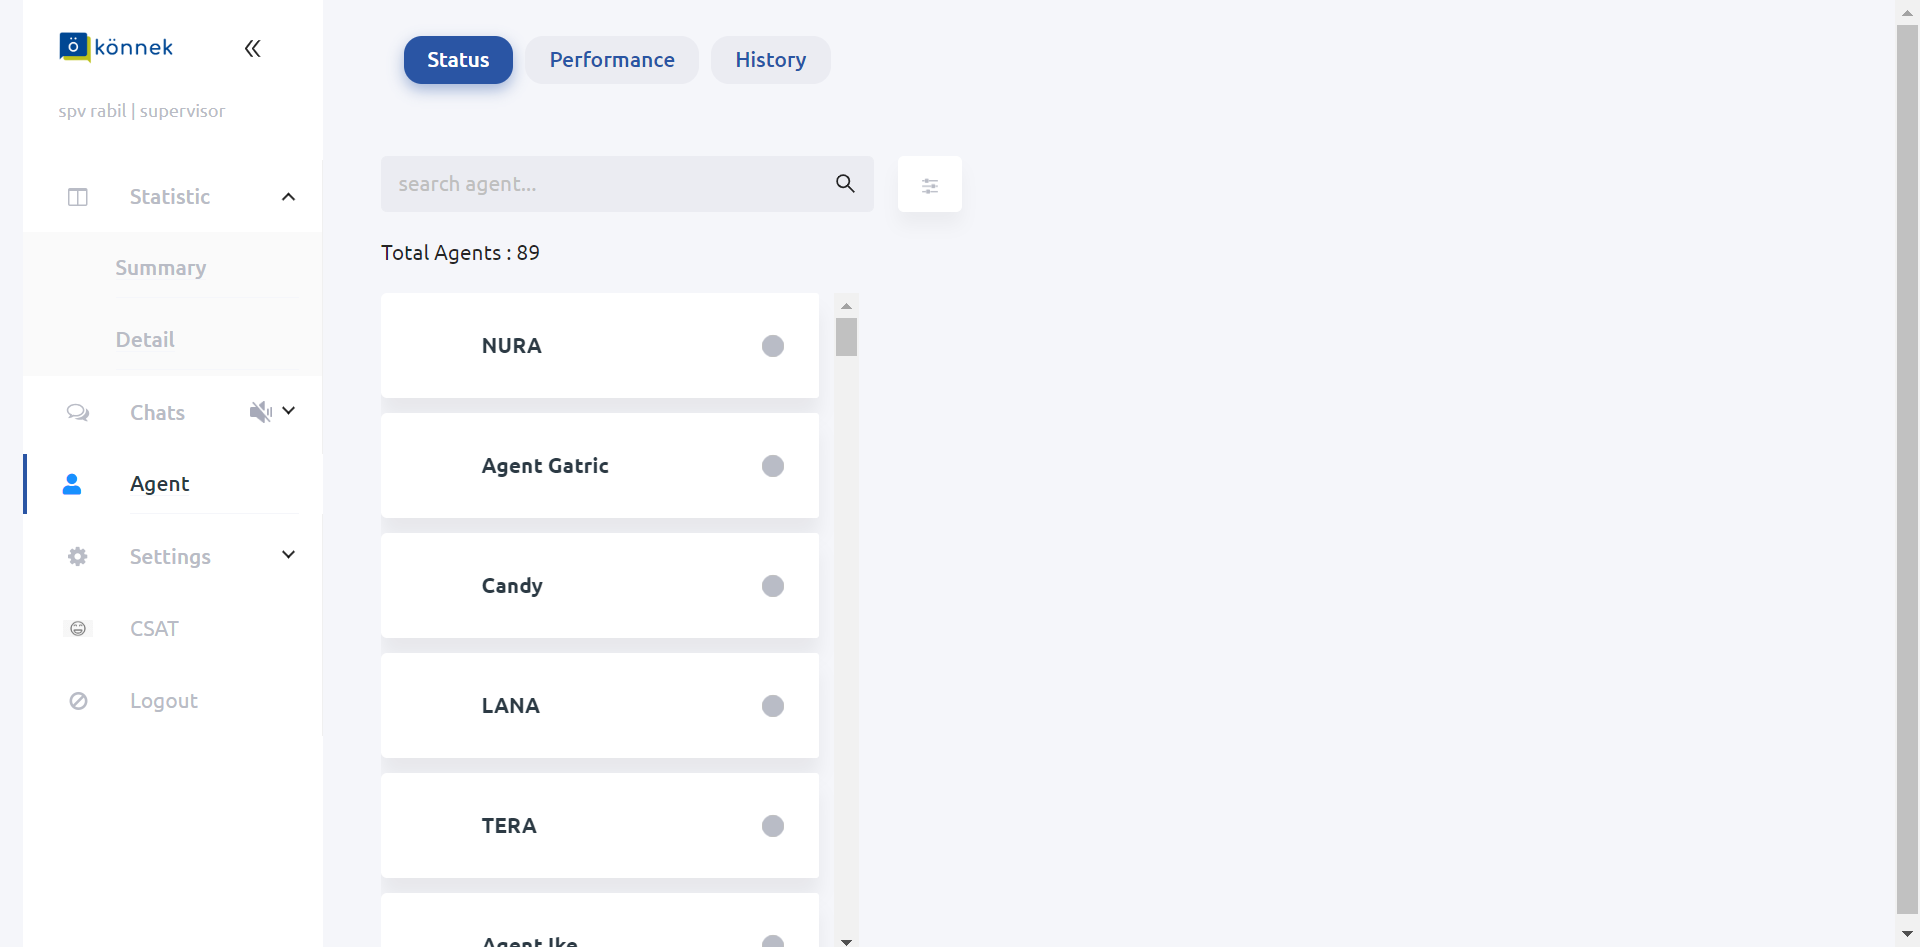 ö könnek
spv rabil | supervisor
Statistic
Summary
Detail
Chats
Agent
Settings
CSAT
Logout
Status
Performance
History
search agent...
Total Agents : 89
NURA
Agent Gatric
Candy
LANA
TERA
Agent Ike